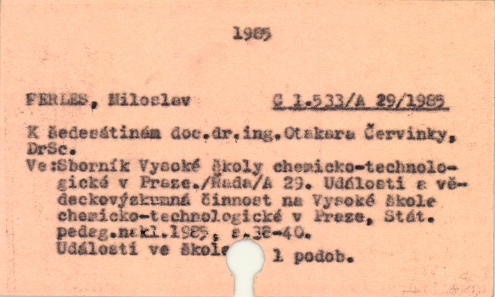 1985
FERLES, Miloslav C 1.533/A 29/1985
K šedesátinám doc.dr.ing.Otakara Červinky,
DrSc.
Ve:Sborník Vysoké školy chemicko-technolo-
gické v Praze./Řada/A 29. Události a vě-
deckovýzkumná činnost na Vysoké škole
chemicko-technologické v Praze, Stát.
pedag.nakl.1985, s.38-40.
Události ve škole 1 podob.